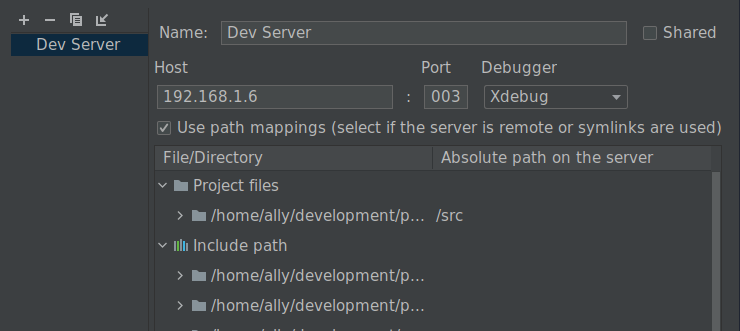 Name: Dev Server Shared
Dev Server
Host Port Debugger
192.168.1.6 : 003 Xdebug
Use path mappings (select if the server is remote or symlinks are used)
File/Directory Absolute path on the server
Project files
/home/ally/development/p... /src
Include path
/home/ally/development/p...
/home/ally/development/p...